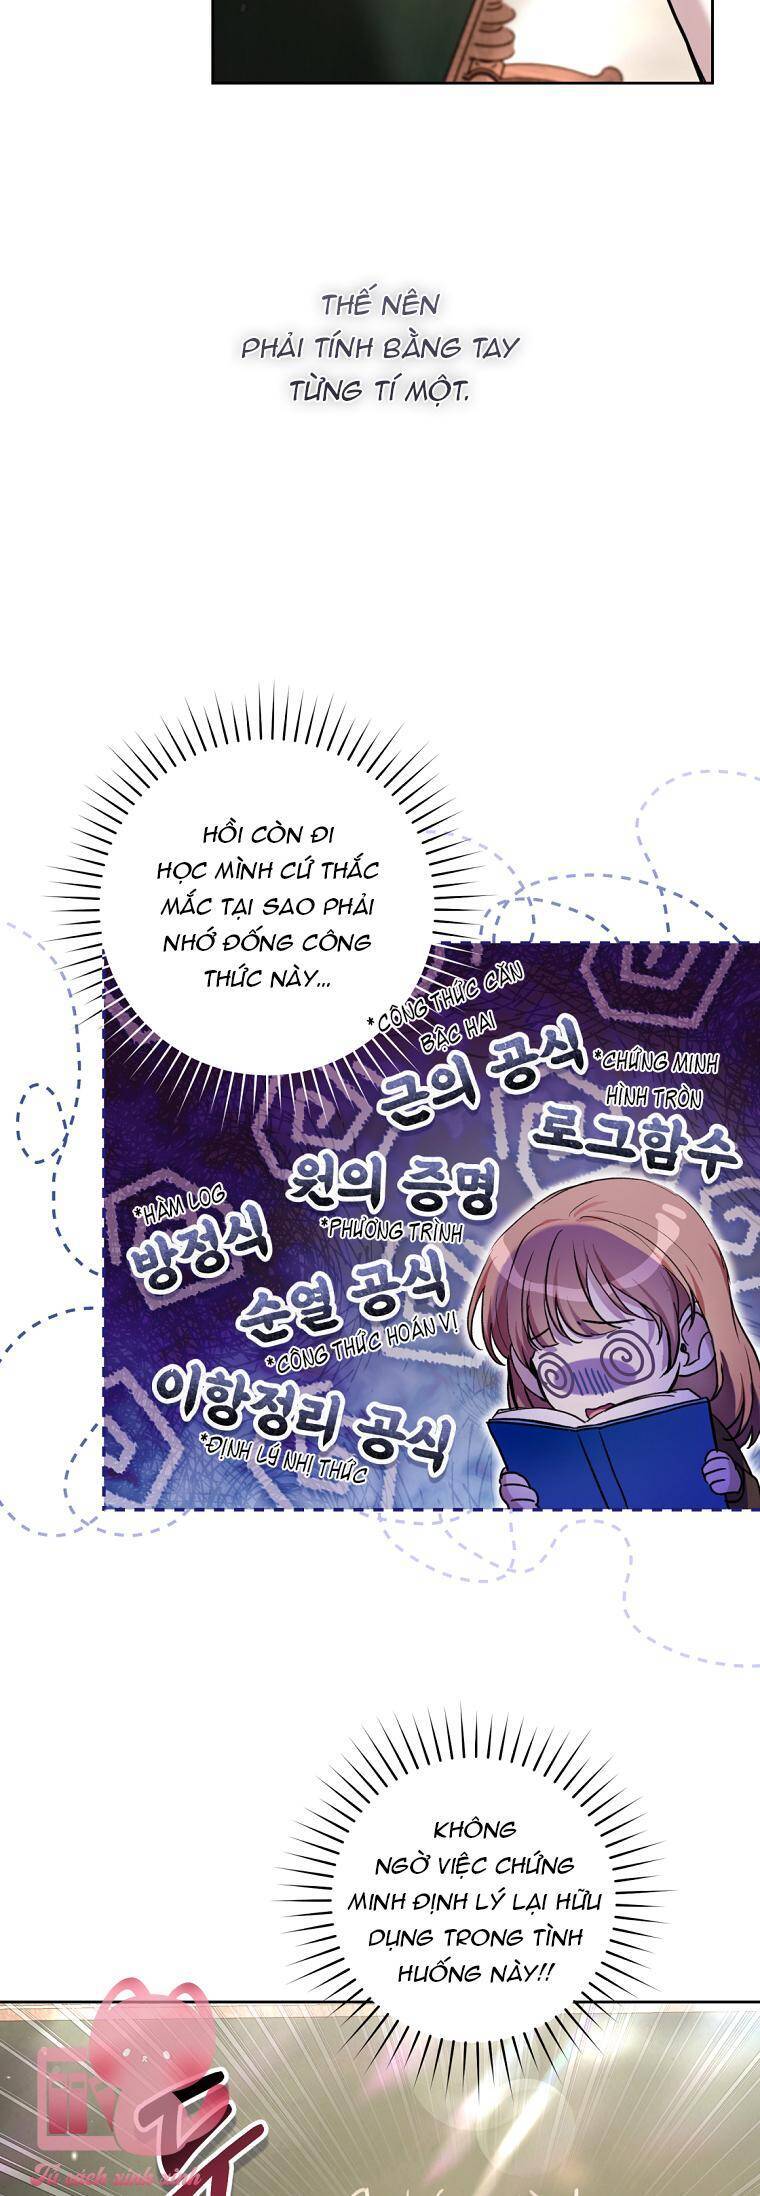 THẾ NÊN
PHẢI TÍNH BẰNG TAY
TỪNG TÍ MỘT.
HỒI CÒN ĐI
HỌC MÌNH CỨ THẮC
MẮC TẠI SAO PHẢI
NHỚ ĐỐNG CÔNG
THỨC NÀY...
*CÔNG THỨC CĂN
BẬC HAI
근의 공식
*CHỨNG MINH
HÌNH TRÒN
로그함수
원의 증명
*HÀM LOG
방정식
*PHƯƠNG TRÌNH
순열 공식
*CÔNG THỨC HOÁN VỊ
이항정리 공식
*ĐỊNH LÝ NHỊ THỨC
KHÔNG
NGỜ VIỆC CHỨNG
MINH ĐỊNH LÝ LẠI HỮU
DỤNG TRONG TÌNH
HUỐNG NÀY!!
Tủ sách xinh xinh